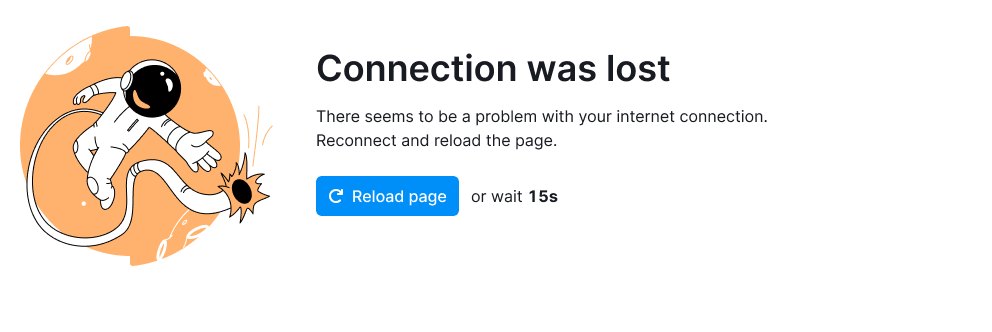 Connection was lost
There seems to be a problem with your internet connection.
Reconnect and reload the page.
Reload page or wait 15s